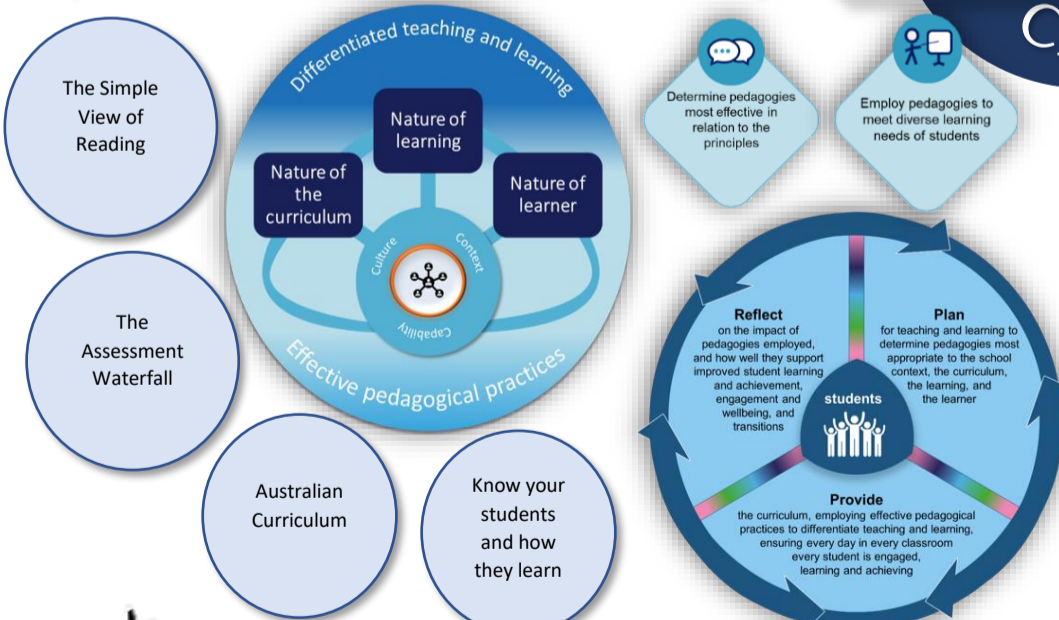 The Simple
View of
Reading
Differentiated teaching and learning
Nature of
learning
Nature of
the
curriculum
Nature of
learner
Culture
Context
Capability
Effective pedagogical practices
The
Assessment
Waterfall
Australian
Curriculum
Know your
students
and how
they learn
Determine pedagogies
most effective in
relation to the
principles
Employ pedagogies to
meet diverse learning
needs of students
Reflect
on the impact of
pedagogies employed,
and how well they support
improved student learning
and achievement,
engagement and
wellbeing, and
transitions
Plan
for teaching and learning to
determine pedagogies most
appropriate to the school
context, the curriculum,
the learning, and
the learner
students
Provide
the curriculum, employing effective pedagogical
practices to differentiate teaching and learning,
ensuring every day in every classroom
every student is engaged,
learning and achieving